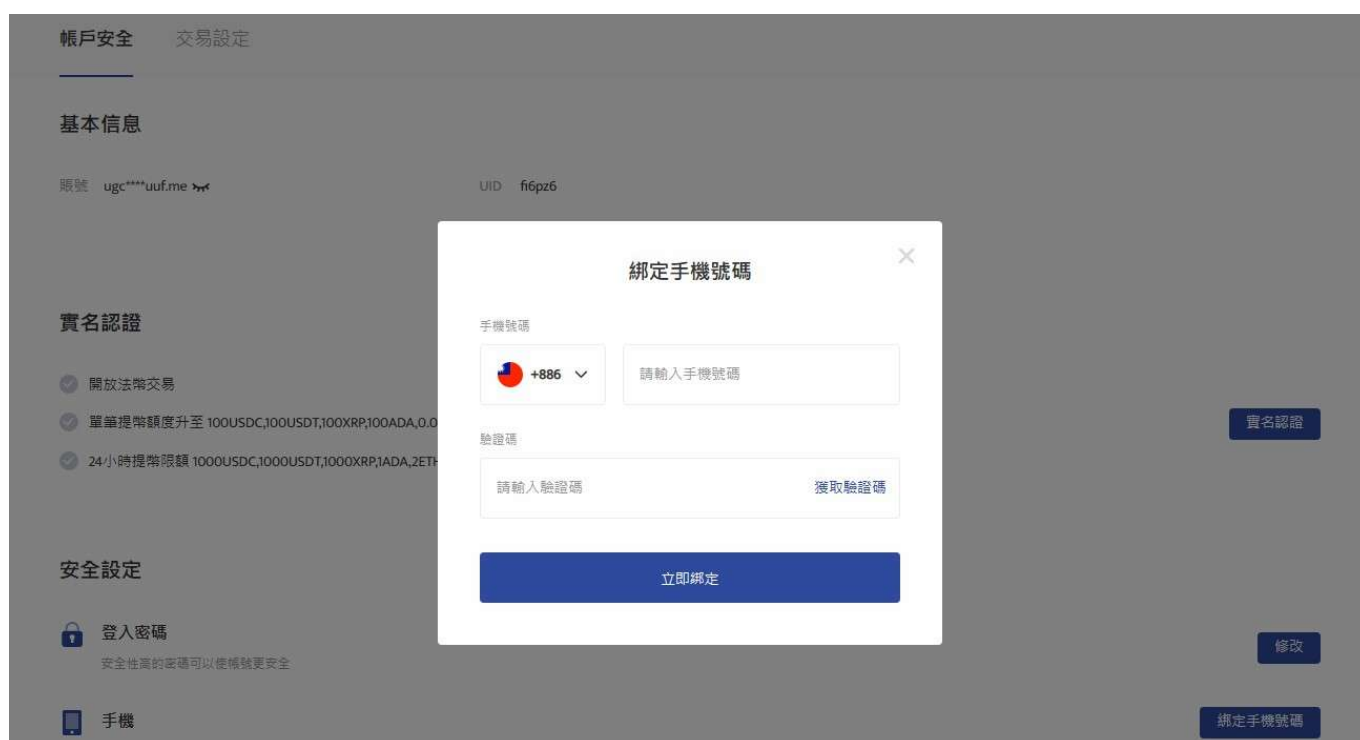 帳戶安全 交易設定
基本信息
賬號 ugc****uuf.me UID fi6pz6
綁定手機號碼
手機號碼
+886 請輸入手機號碼
驗證碼
請輸入驗證碼 獲取驗證碼
立即綁定
實名認證
開放法幣交易
單筆提幣額度升至 100USDC,100USDT,100XRP,100ADA,0.0
24小時提幣限額 1000USDC,1000USDT,1000XRP,1ADA,2ETH
實名認證
安全設定
登入密碼
安全性高的密碼可以使帳號更安全
修改
手機
綁定手機號碼